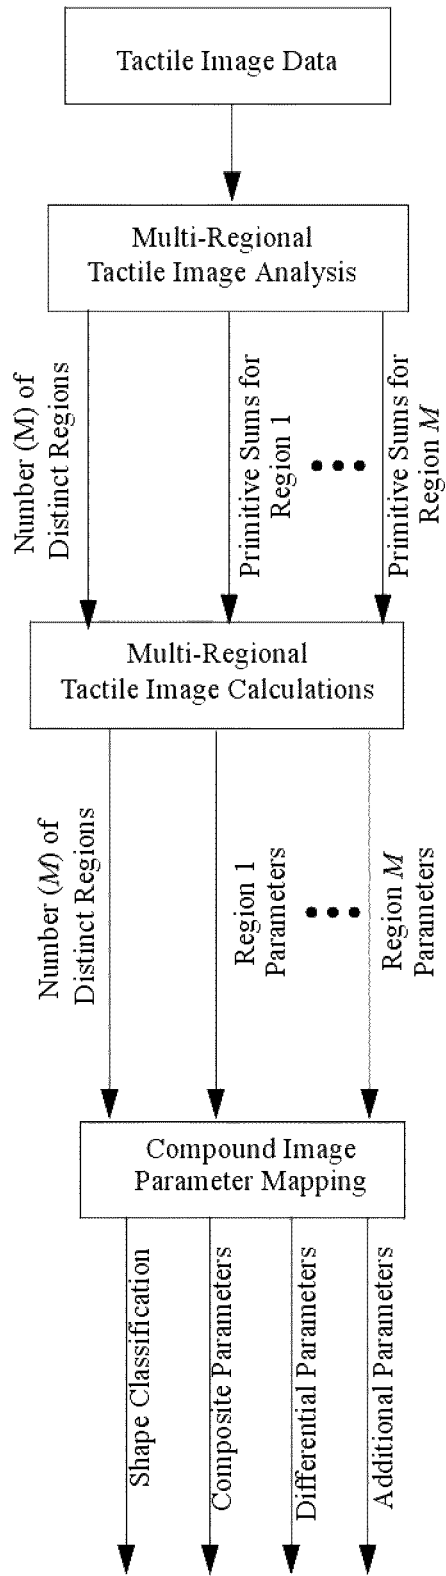 Tactile Image Data
Multi-Regional
Tactile Image Analysis
Number (M) of
Distinct Regions
Primitive Sums for
Region 1
Primitive Sums for
Region M
Multi-Regional
Tactile Image Calculations
Number (M) of
Distinct Regions
Region 1
Parameters
Region M
Parameters
Compound Image
Parameter Mapping
Shape Classification
Composite Parameters
Differential Parameters
Additional Parameters